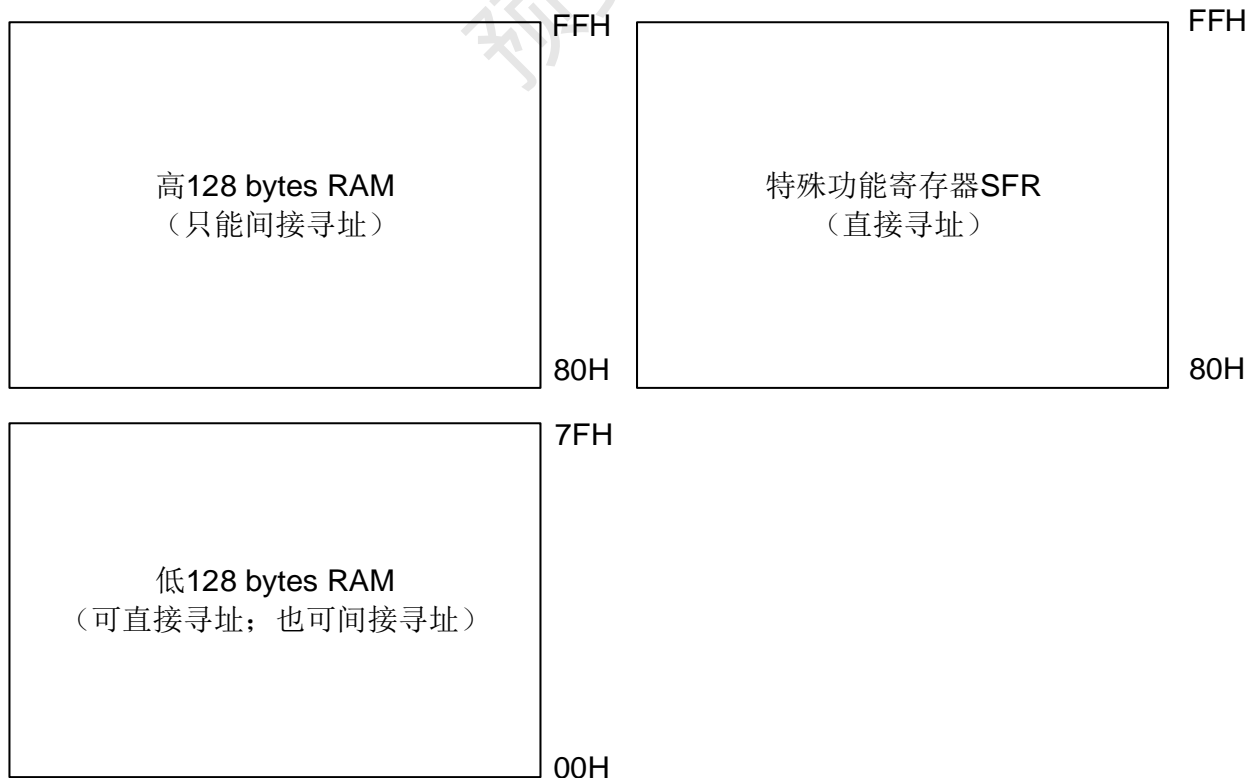 FFH
高128 bytes RAM
（只能间接寻址）
80H
FFH
特殊功能寄存器SFR
（直接寻址）
80H
7FH
低128 bytes RAM
（可直接寻址；也可间接寻址）
00H